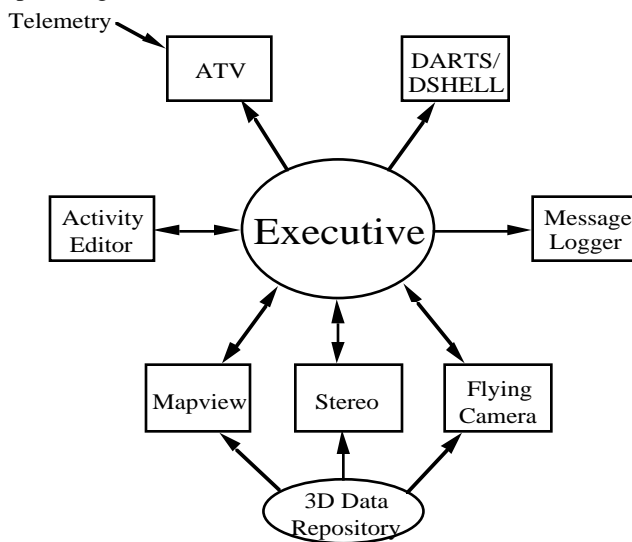 Telemetry
ATV
DARTS/
DSHELL
Activity
Editor
Executive
Message
Logger
Mapview
Stereo
Flying
Camera
3D Data
Repository